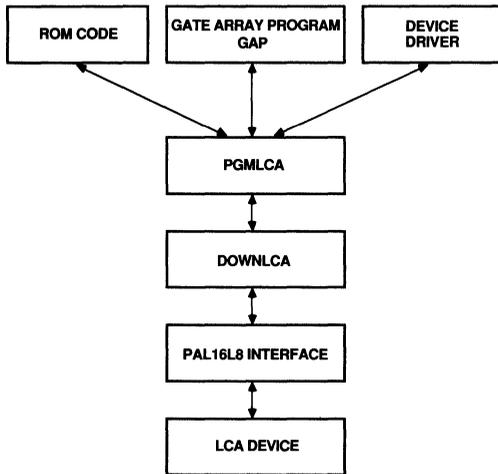 ROM CODE
GATE ARRAY PROGRAM
GAP
DEVICE
DRIVER
PGMLCA
DOWNLCA
PAL16L8 INTERFACE
LCA DEVICE